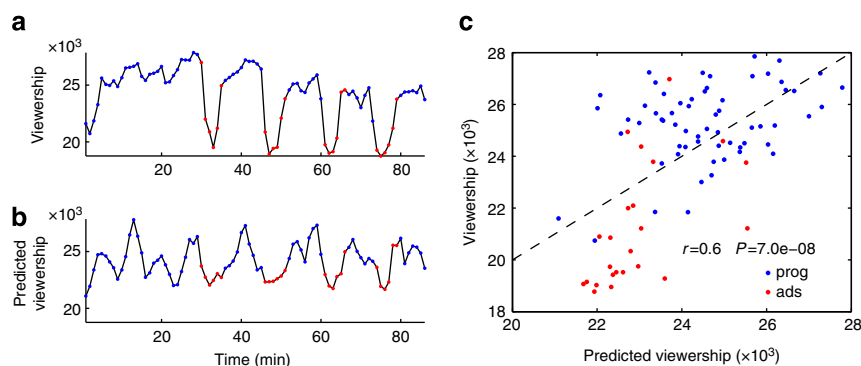 a
×10³
25
20
Viewership
20
40
60
80
b
×10³
25
20
Predicted
viewership
20
40
60
80
Time (min)
c
28
26
24
22
20
18
Viewership (×10³)
r=0.6 P=7.0e−08
prog
ads
20
22
24
26
28
Predicted viewership (×10³)